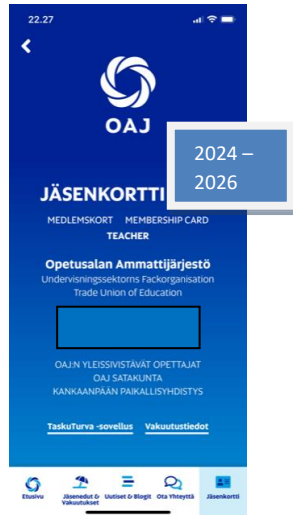 22.27
OAJ
2024 –
2026
JÄSENKORTTI
MEDLEMSKORT MEMBERSHIP CARD
TEACHER
Opetusalan Ammattijärjestö
Undervisningssektorns Fackorganisation
Trade Union of Education
OAJ:N YLEISSIVISTÄVÄT OPETTAJAT
OAJ SATAKUNTA
KANKAANPÄÄN PAIKALLISYHDISTYS
TaskuTurva -sovellus Vakuutustiedot
Etusivu Jäsenedut & Vakuutukset Uutiset & Blogit Ota Yhteyttä Jäsenkortti